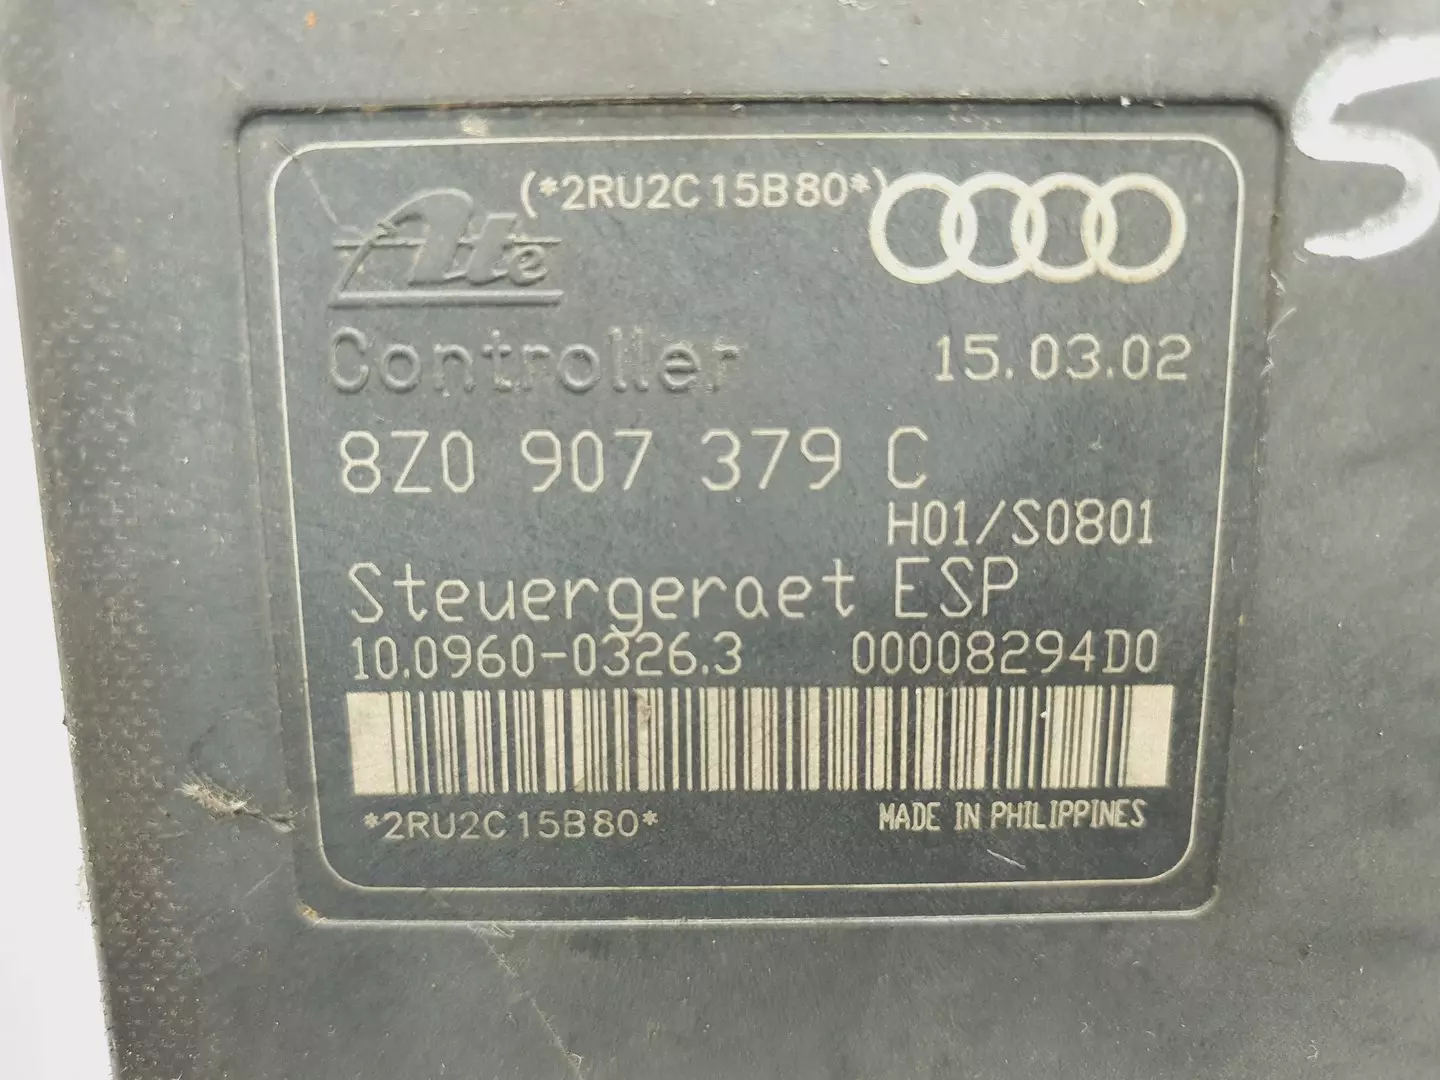 (*2RU2C15B80*)
Ate
Controller 15.03.02
8Z0 907 379 C
H01/S0801
Steuergeraet ESP
10.0960-0326.3 00008294D0
*2RU2C15B80*
MADE IN PHILIPPINES
S